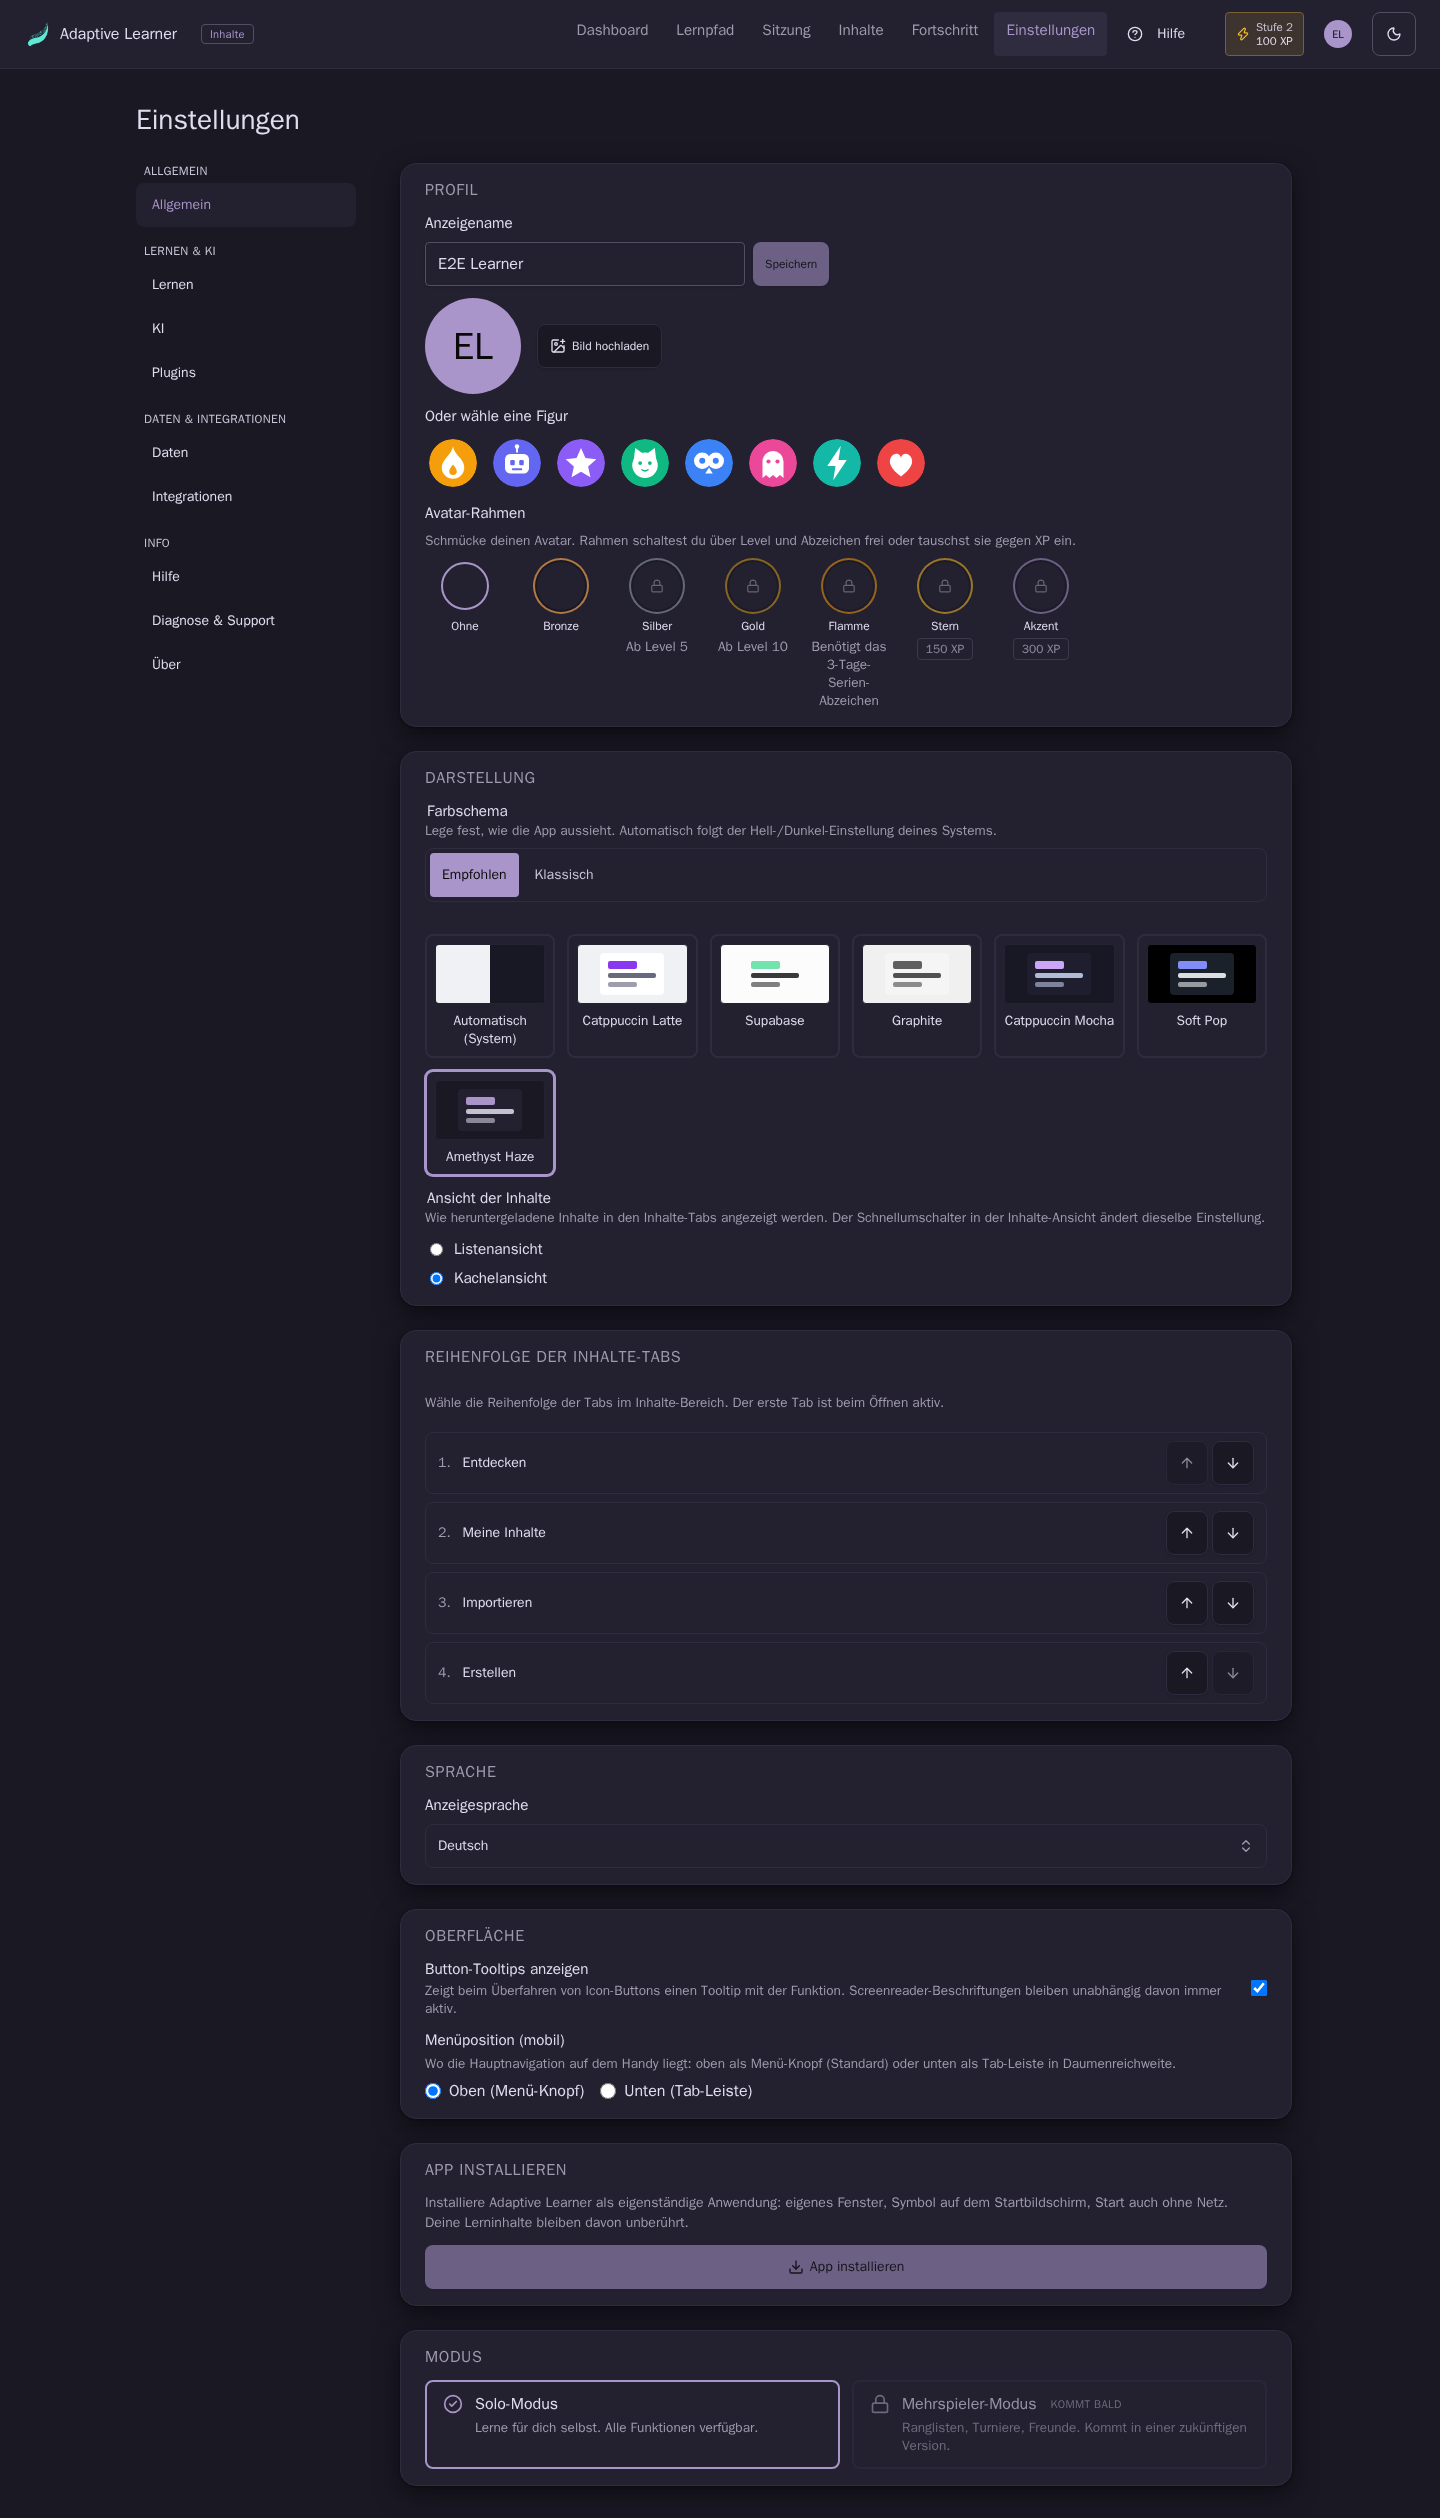 Adaptive Learner
Inhalte
Dashboard
Lernpfad
Sitzung
Inhalte
Fortschritt
Einstellungen
Hilfe
Stufe 2
100 XP
EL
Einstellungen
ALLGEMEIN
Allgemein
LERNEN & KI
Lernen
KI
Plugins
DATEN & INTEGRATIONEN
Daten
Integrationen
INFO
Hilfe
Diagnose & Support
Über
PROFIL
Anzeigename
E2E Learner
Speichern
EL
Bild hochladen
Oder wähle eine Figur
Avatar-Rahmen
Schmücke deinen Avatar. Rahmen schaltest du über Level und Abzeichen frei oder tauschst sie gegen XP ein.
Ohne
Bronze
Silber
Ab Level 5
Gold
Ab Level 10
Flamme
Benötigt das
3-Tage-
Serien-
Abzeichen
Stern
150 XP
Akzent
300 XP
DARSTELLUNG
Farbschema
Lege fest, wie die App aussieht. Automatisch folgt der Hell-/Dunkel-Einstellung deines Systems.
Empfohlen
Klassisch
Automatisch
(System)
Catppuccin Latte
Supabase
Graphite
Catppuccin Mocha
Soft Pop
Amethyst Haze
Ansicht der Inhalte
Wie heruntergeladene Inhalte in den Inhalte-Tabs angezeigt werden. Der Schnellumschalter in der Inhalte-Ansicht ändert dieselbe Einstellung.
Listenansicht
Kachelansicht
REIHENFOLGE DER INHALTE-TABS
Wähle die Reihenfolge der Tabs im Inhalte-Bereich. Der erste Tab ist beim Öffnen aktiv.
1. Entdecken
2. Meine Inhalte
3. Importieren
4. Erstellen
SPRACHE
Anzeigesprache
Deutsch
OBERFLÄCHE
Button-Tooltips anzeigen
Zeigt beim Überfahren von Icon-Buttons einen Tooltip mit der Funktion. Screenreader-Beschriftungen bleiben unabhängig davon immer
aktiv.
Menüposition (mobil)
Wo die Hauptnavigation auf dem Handy liegt: oben als Menü-Knopf (Standard) oder unten als Tab-Leiste in Daumenreichweite.
Oben (Menü-Knopf)
Unten (Tab-Leiste)
APP INSTALLIEREN
Installiere Adaptive Learner als eigenständige Anwendung: eigenes Fenster, Symbol auf dem Startbildschirm, Start auch ohne Netz.
Deine Lerninhalte bleiben davon unberührt.
App installieren
MODUS
Solo-Modus
Lerne für dich selbst. Alle Funktionen verfügbar.
Mehrspieler-Modus KOMMT BALD
Ranglisten, Turniere, Freunde. Kommt in einer zukünftigen
Version.